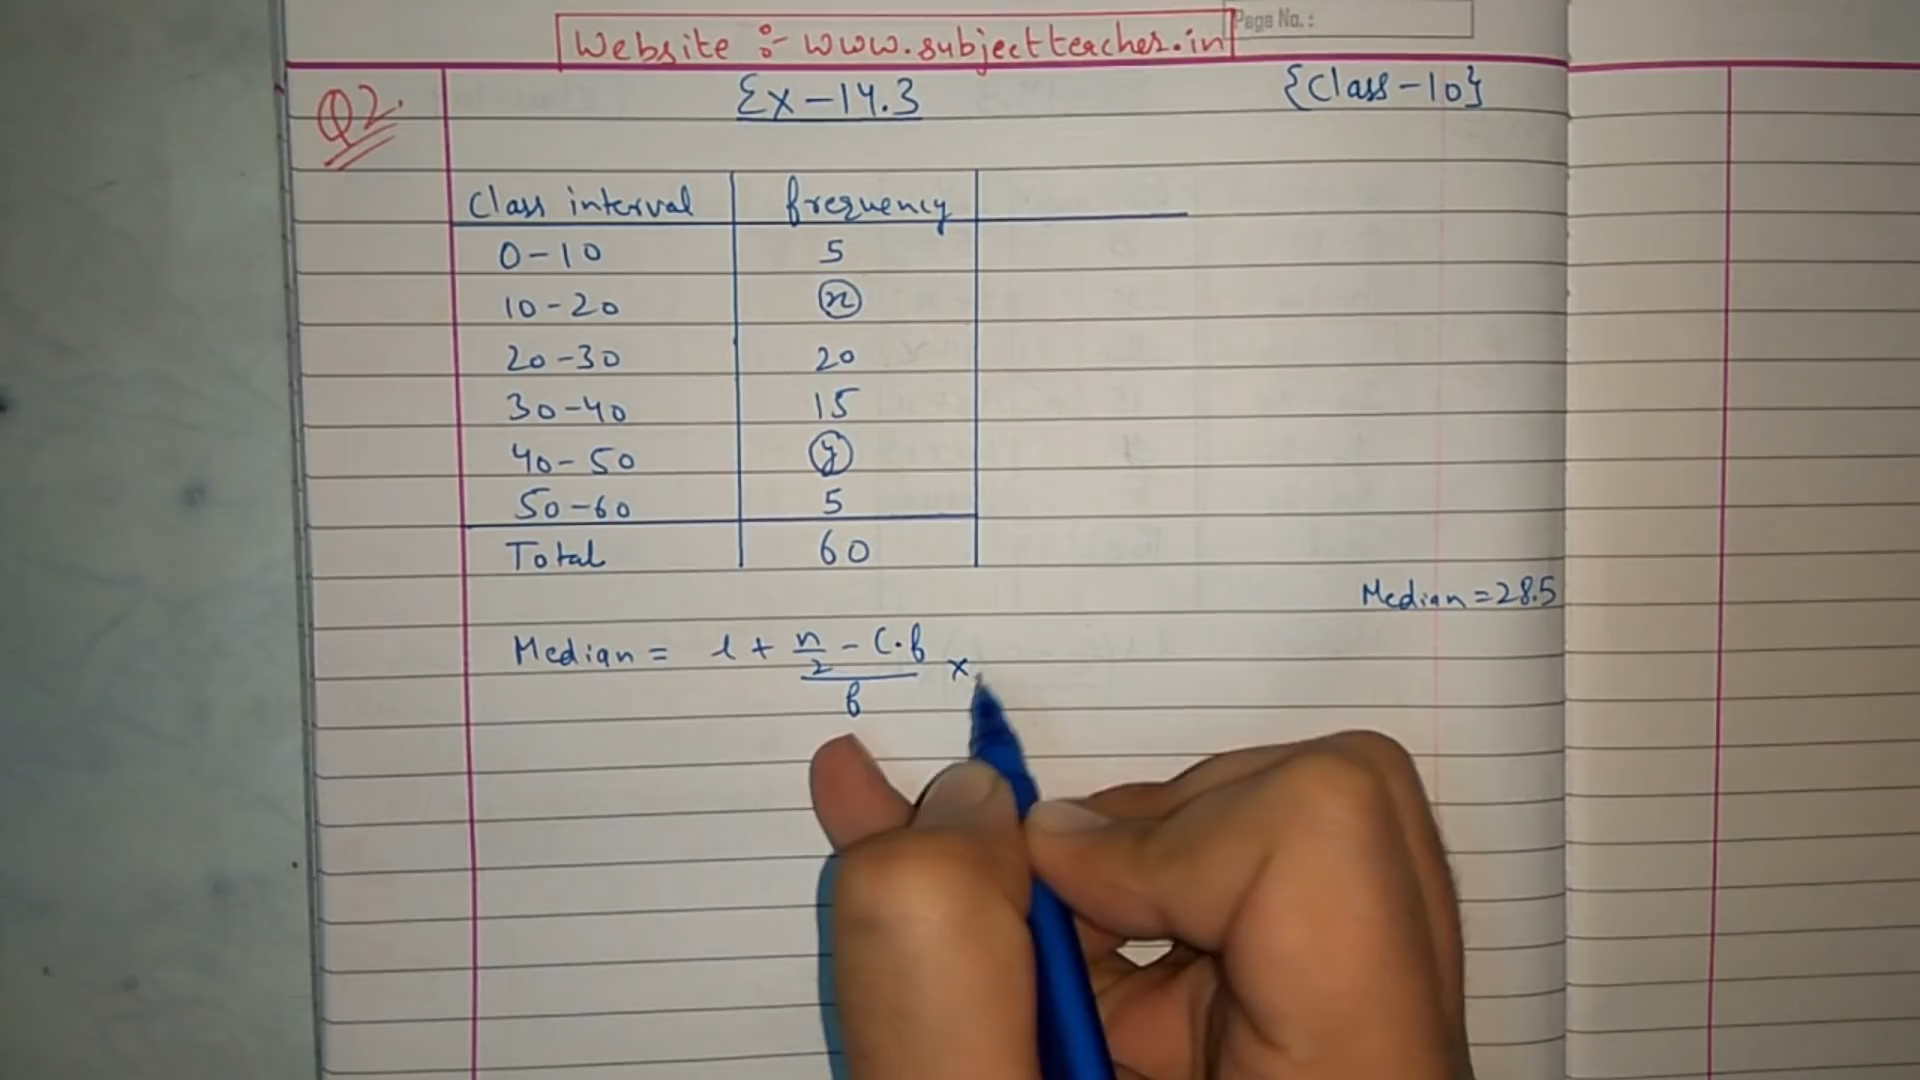 Page No.:
Website :- www.subjectteacher.in
Q2.
Ex-14.3
{Class-10}
Class interval frequency
0-10 5
10-20 x
20-30 20
30-40 15
40-50 y
50-60 5
Total 60
Median = 28.5
Median = l + n/2 - C.f / f ×